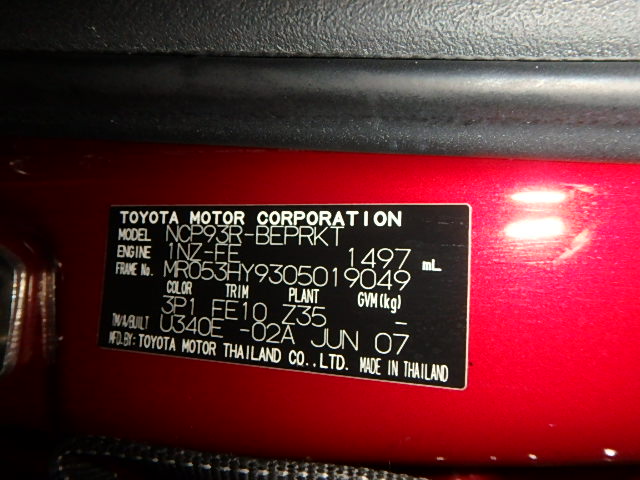 TOYOTA MOTOR CORPORATION
MODEL NCP93R-BEPRKT
ENGINE 1NZ-FE 1497 mL
FRAME No. MR053HY9305019049
COLOR TRIM PLANT GVM(kg)
3P1 FE10 Z35 -
TM/A/BUILT U340E -02A JUN 07
MFD.BY: TOYOTA MOTOR THAILAND CO.,LTD. MADE IN THAILAND